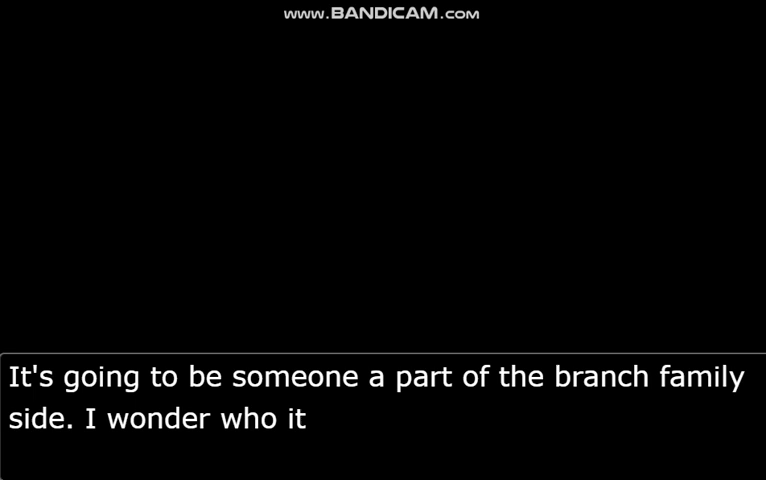 www.BANDICAM.com
It's going to be someone a part of the branch family
side. I wonder who it